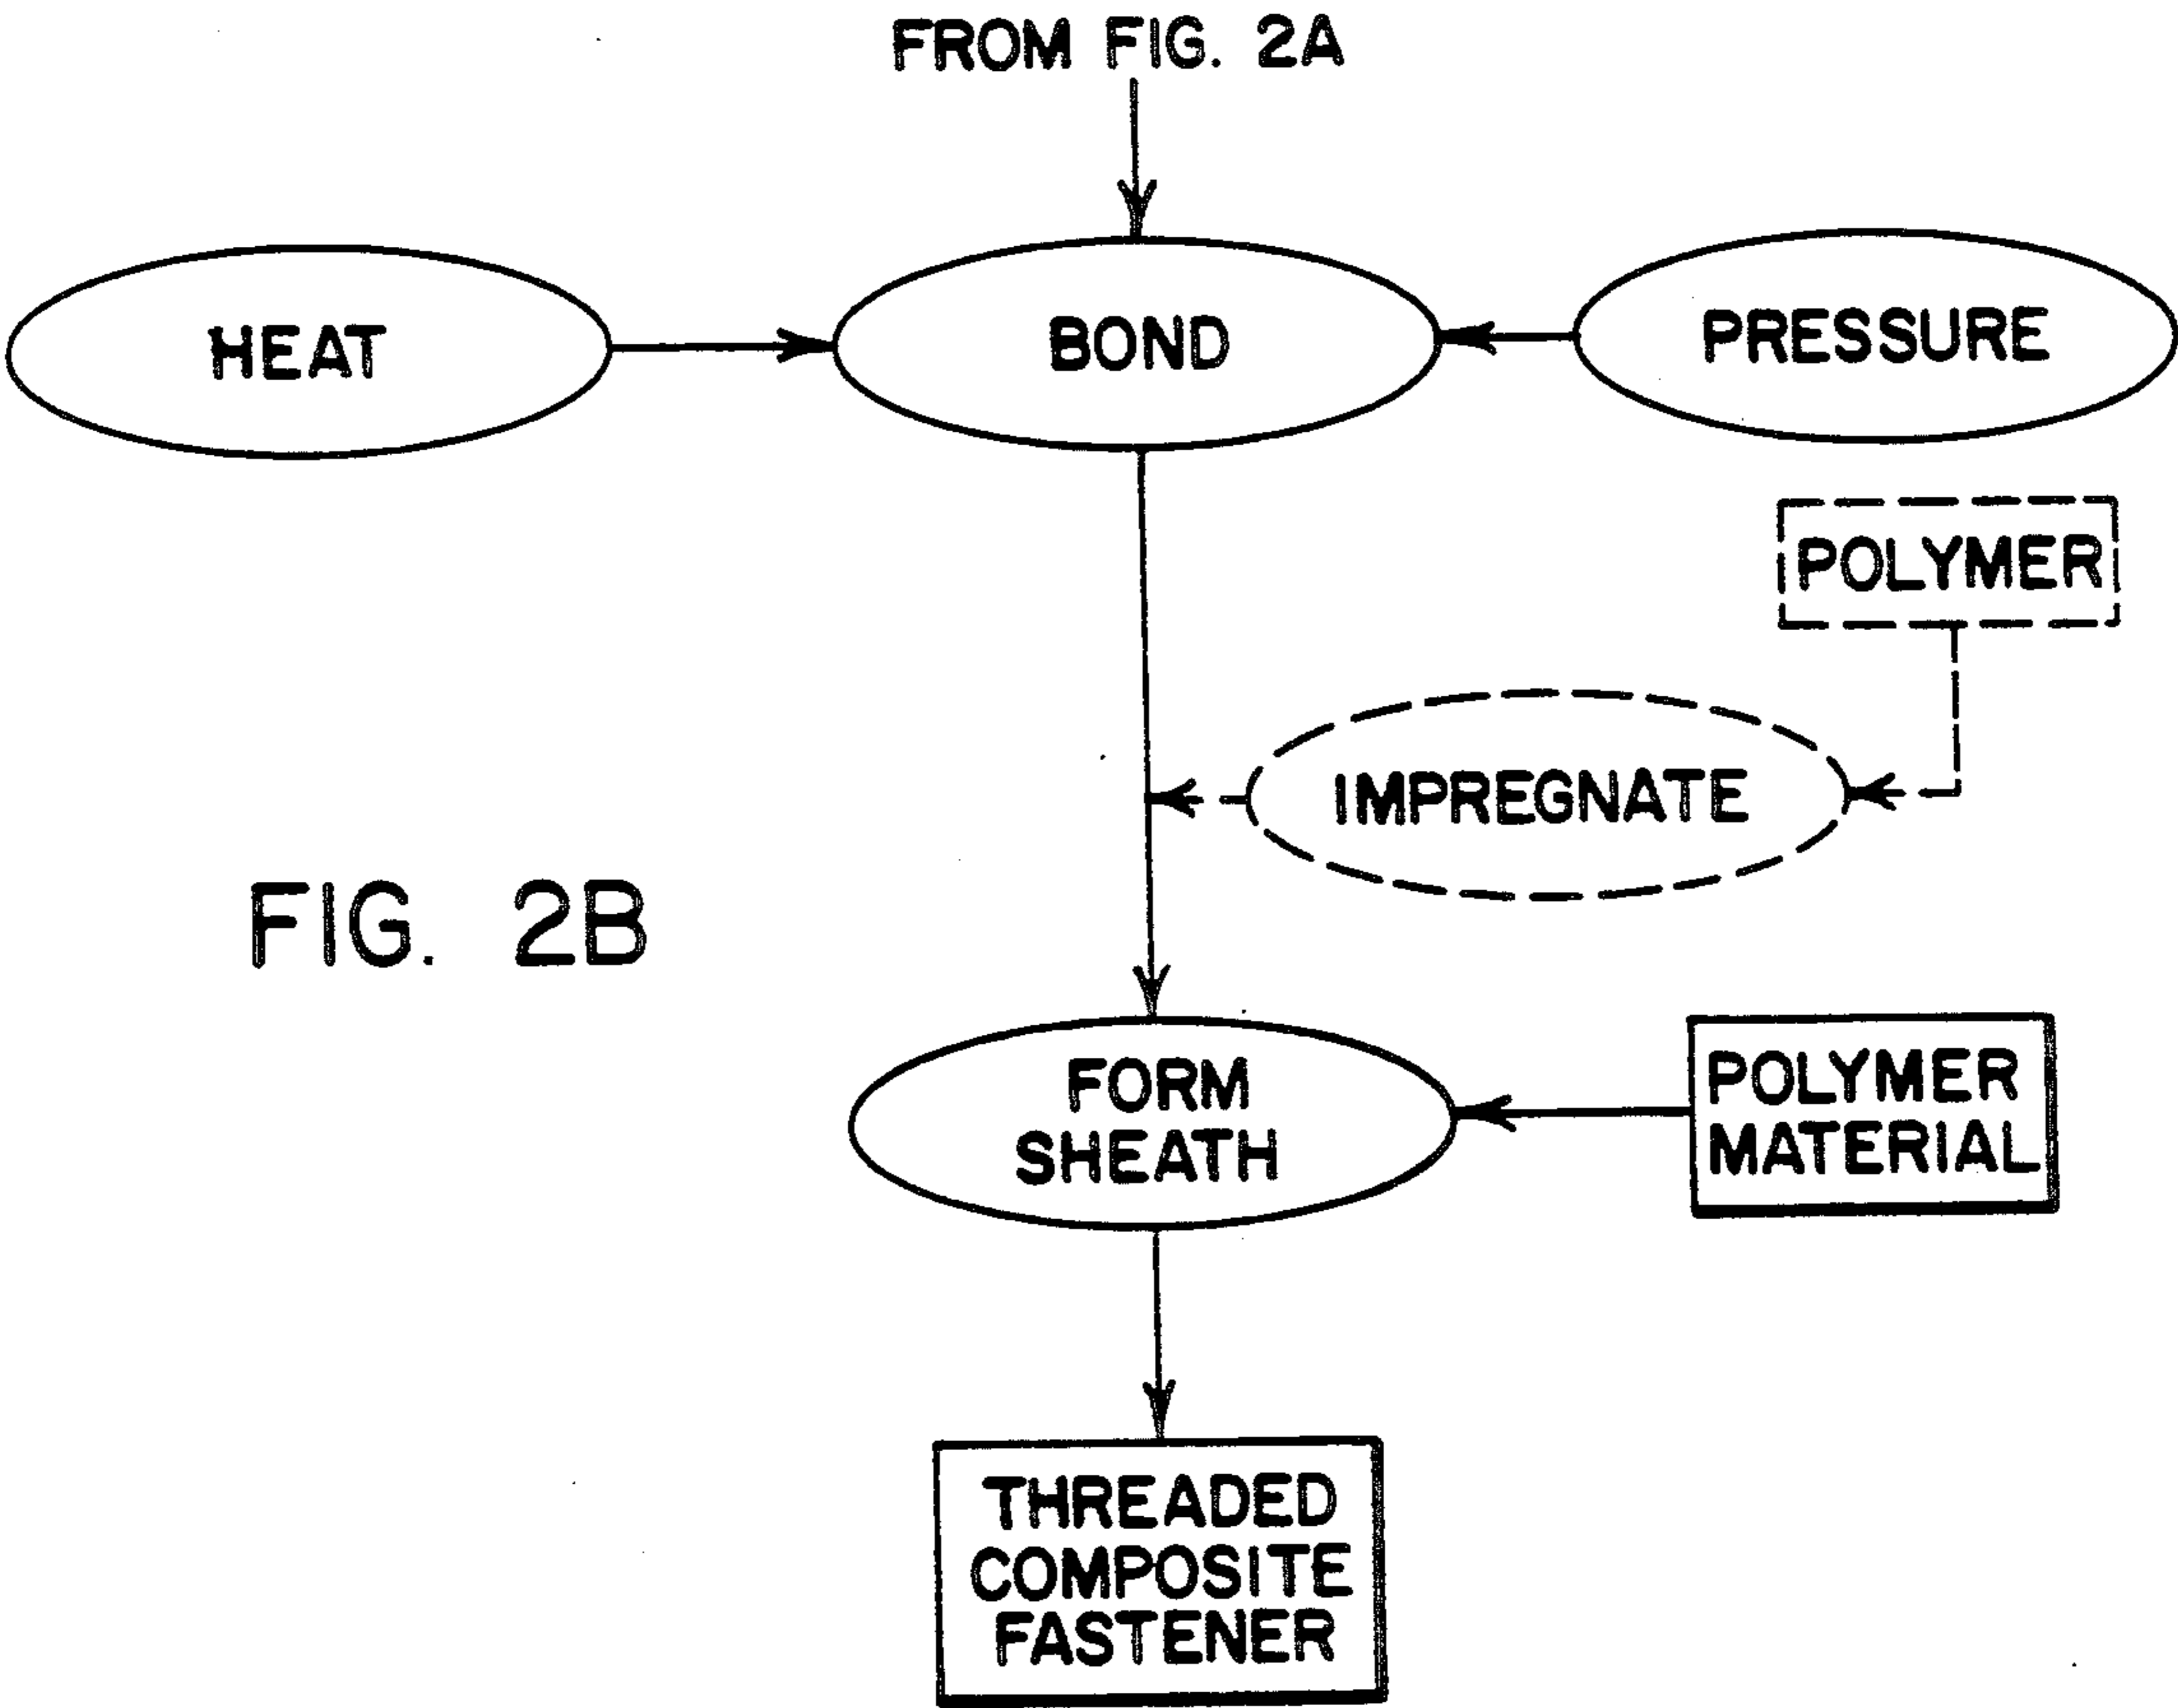 FROM FIG. 2A
HEAT
BOND
PRESSURE
POLYMER
IMPREGNATE
FIG. 2B
FORM
SHEATH
POLYMER
MATERIAL
THREADED
COMPOSITE
FASTENER